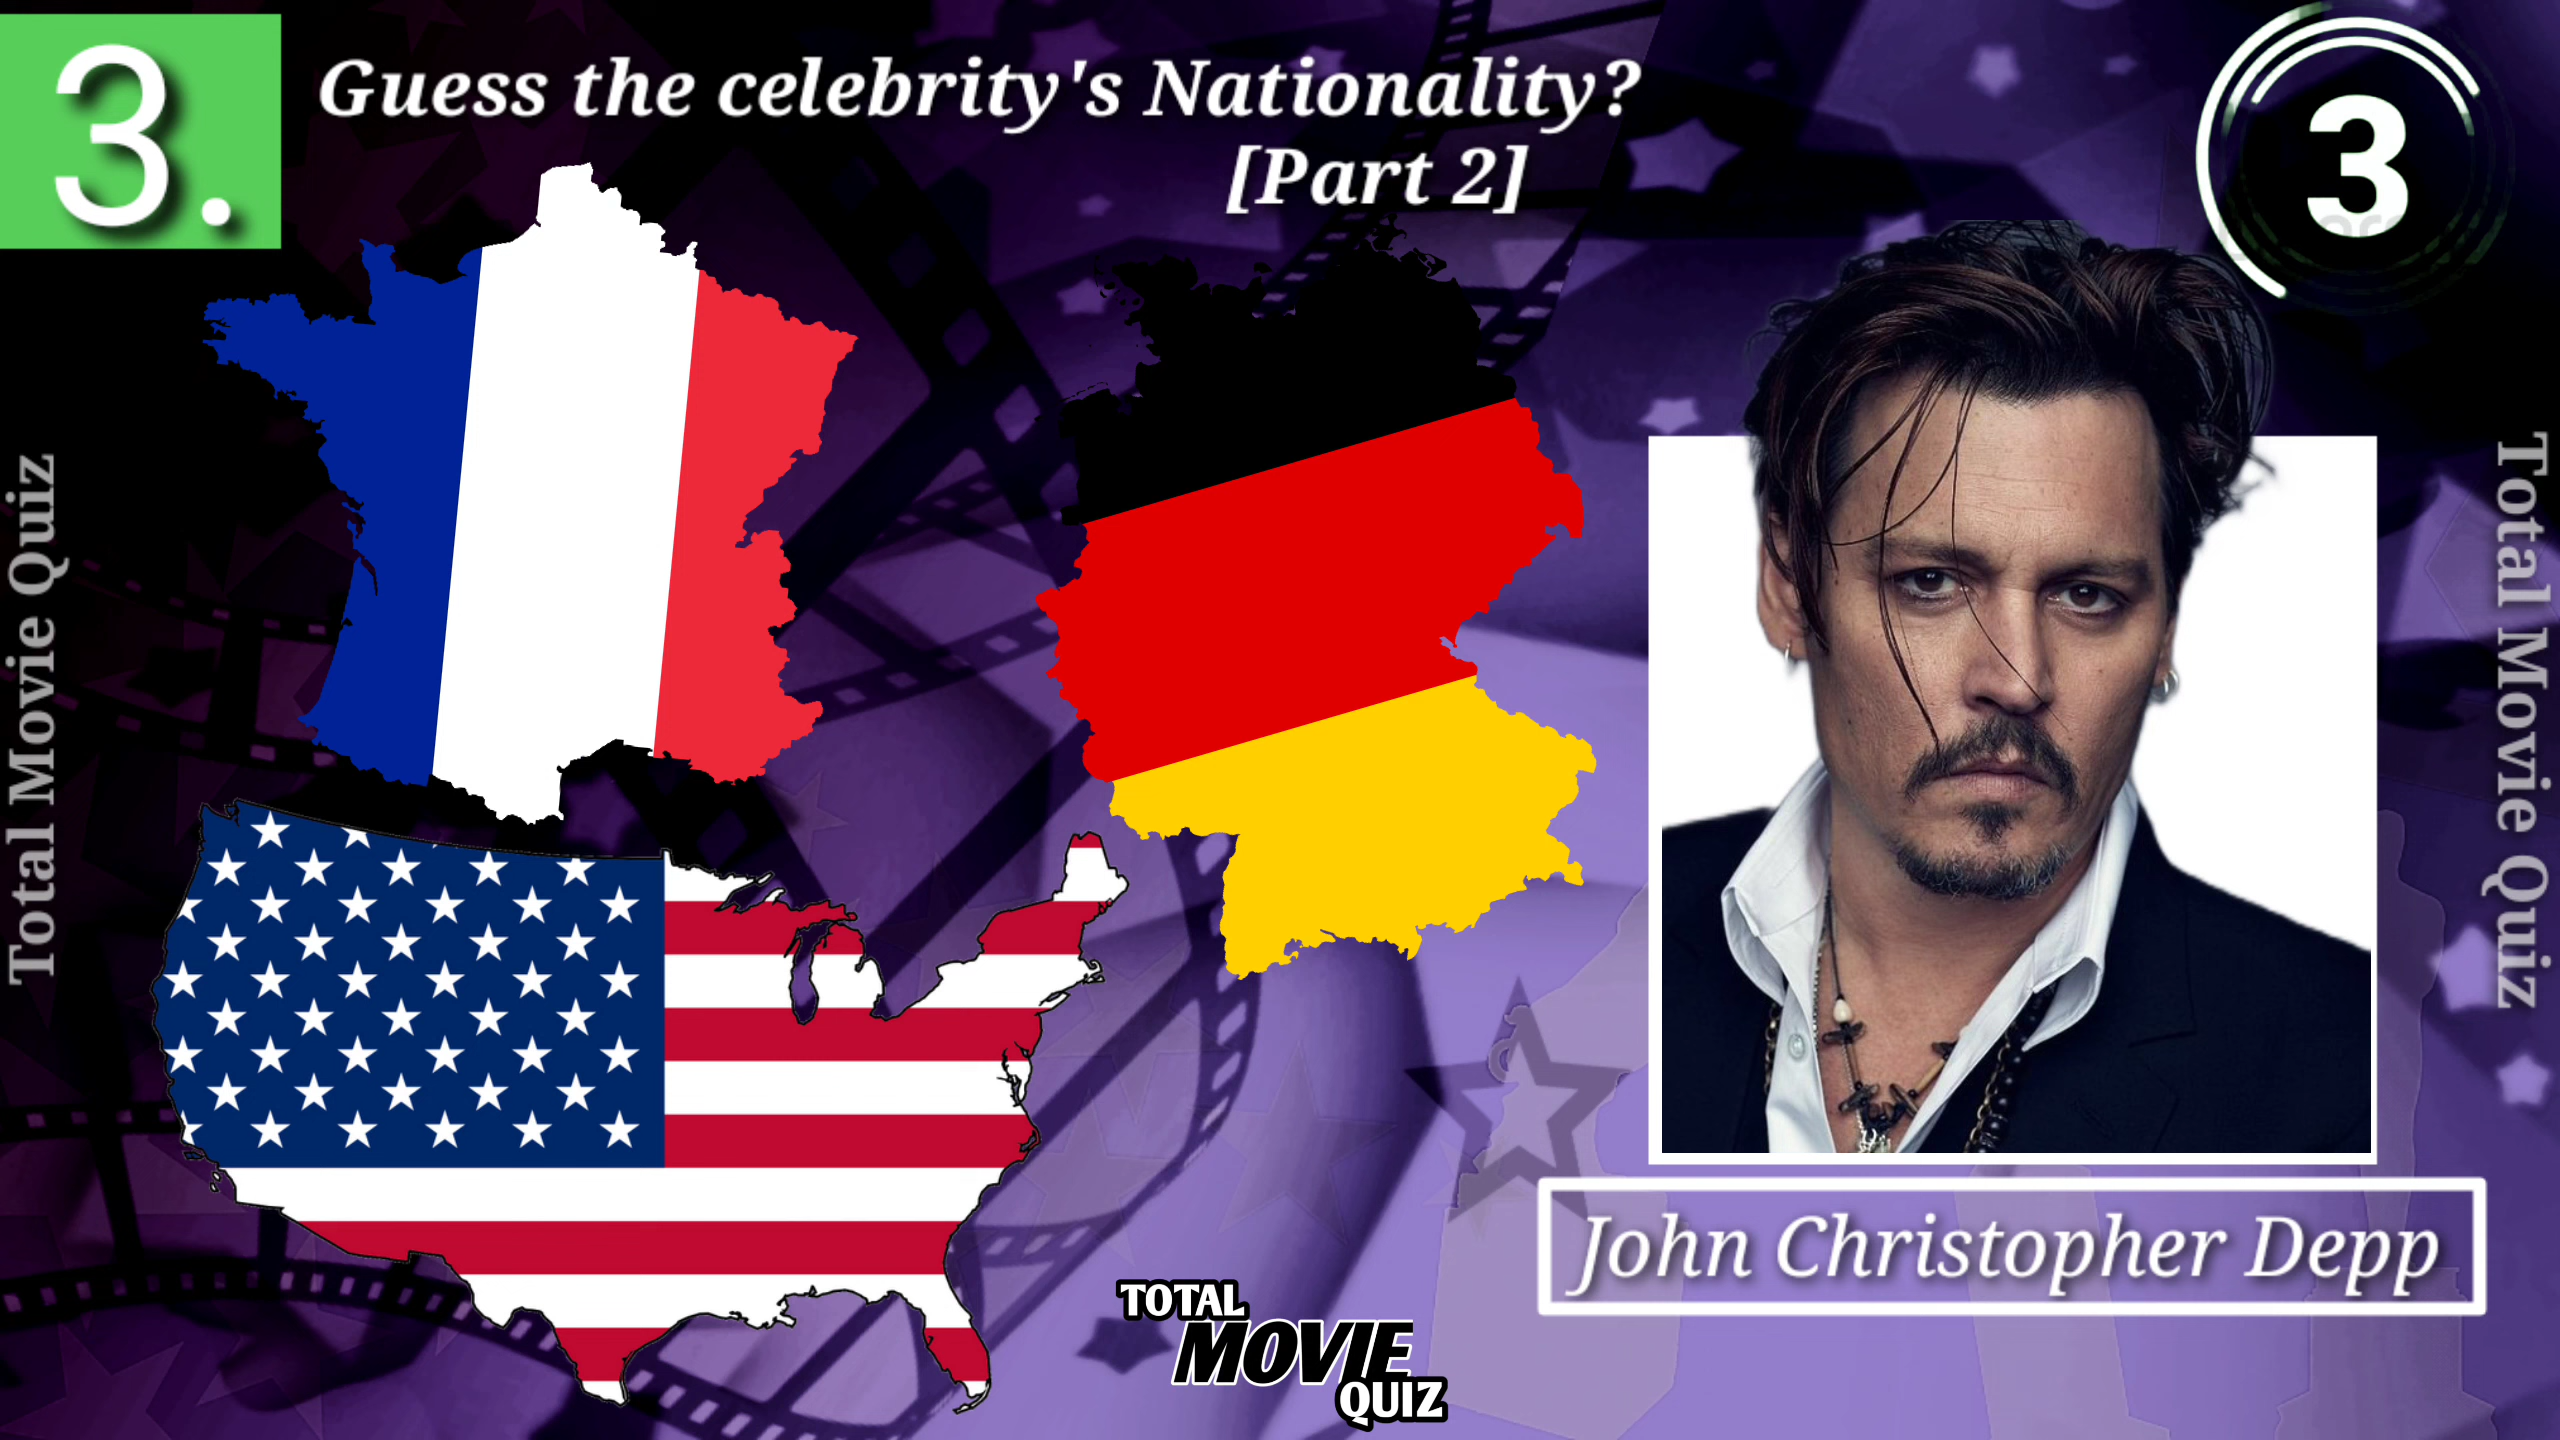 3.
Guess the celebrity's Nationality?
[Part 2]
3
Total Movie Quiz
Total Movie Quiz
John Christopher Depp
TOTAL
MOVIE
QUIZ